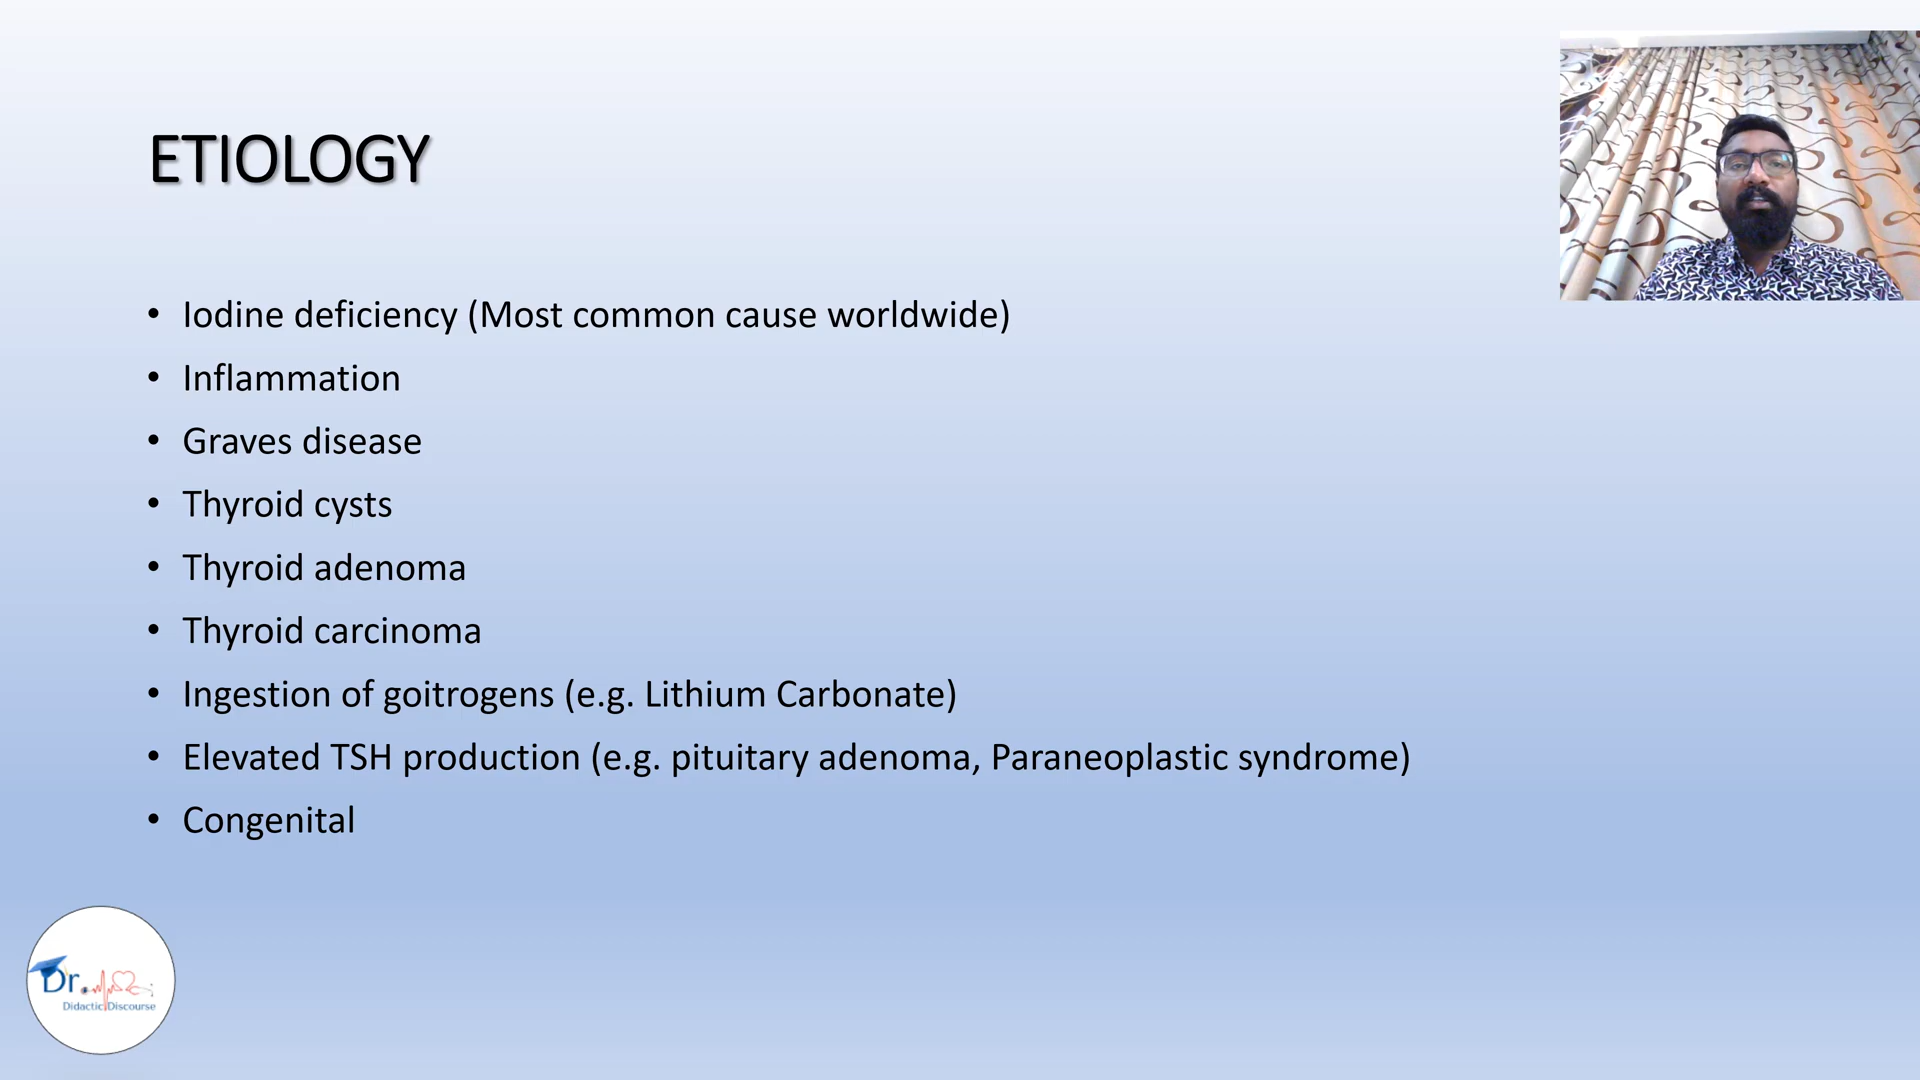 ETIOLOGY
• Iodine deficiency (Most common cause worldwide)
• Inflammation
• Graves disease
• Thyroid cysts
• Thyroid adenoma
• Thyroid carcinoma
• Ingestion of goitrogens (e.g. Lithium Carbonate)
• Elevated TSH production (e.g. pituitary adenoma, Paraneoplastic syndrome)
• Congenital
Dr.
Didactic Discourse